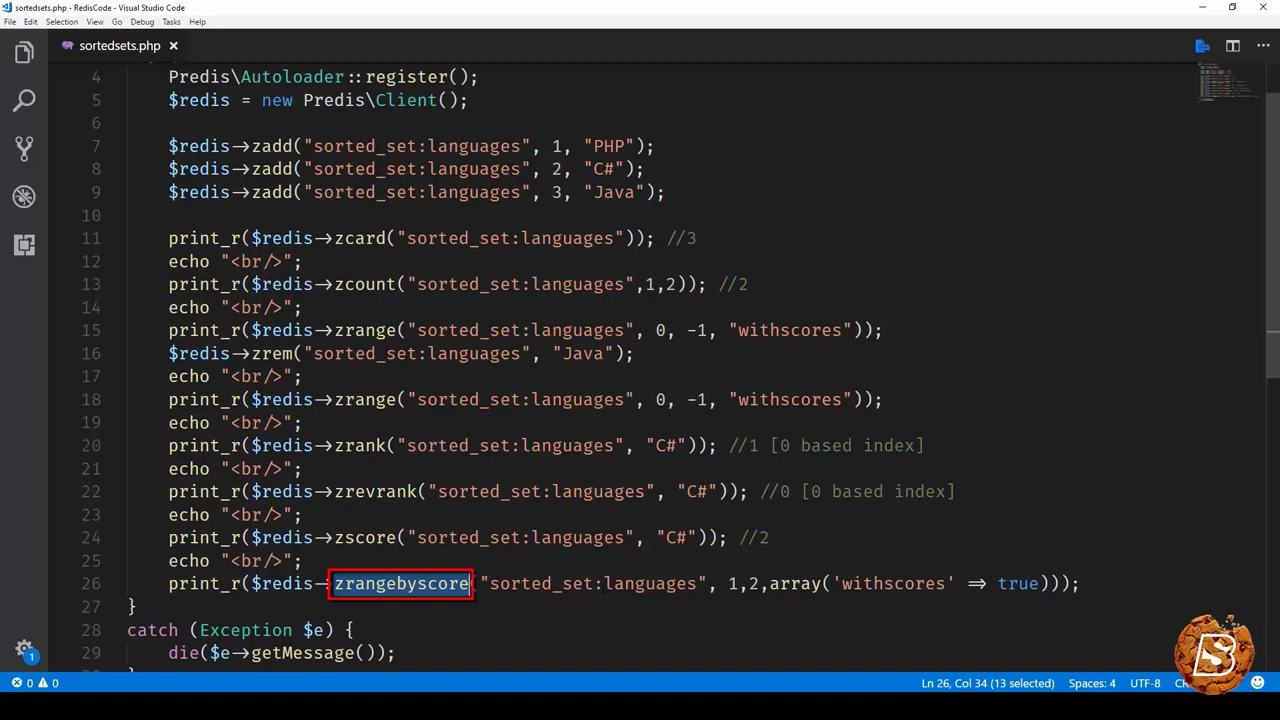 sortedsets.php - RedisCode - Visual Studio Code
File Edit Selection View Go Debug Tasks Help
sortedsets.php
4 Predis\Autoloader::register();
5 $redis = new Predis\Client();
6
7 $redis->zadd("sorted_set:languages", 1, "PHP");
8 $redis->zadd("sorted_set:languages", 2, "C#");
9 $redis->zadd("sorted_set:languages", 3, "Java");
10
11 print_r($redis->zcard("sorted_set:languages")); //3
12 echo "<br/>";
13 print_r($redis->zcount("sorted_set:languages",1,2)); //2
14 echo "<br/>";
15 print_r($redis->zrange("sorted_set:languages", 0, -1, "withscores"));
16 $redis->zrem("sorted_set:languages", "Java");
17 echo "<br/>";
18 print_r($redis->zrange("sorted_set:languages", 0, -1, "withscores"));
19 echo "<br/>";
20 print_r($redis->zrank("sorted_set:languages", "C#")); //1 [0 based index]
21 echo "<br/>";
22 print_r($redis->zrevrank("sorted_set:languages", "C#")); //0 [0 based index]
23 echo "<br/>";
24 print_r($redis->zscore("sorted_set:languages", "C#")); //2
25 echo "<br/>";
26 print_r($redis->zrangebyscore("sorted_set:languages", 1,2,array('withscores' => true)));
27 }
28 catch (Exception $e) {
29 die($e->getMessage());
1
0 0 Ln 26, Col 34 (13 selected) Spaces: 4 UTF-8